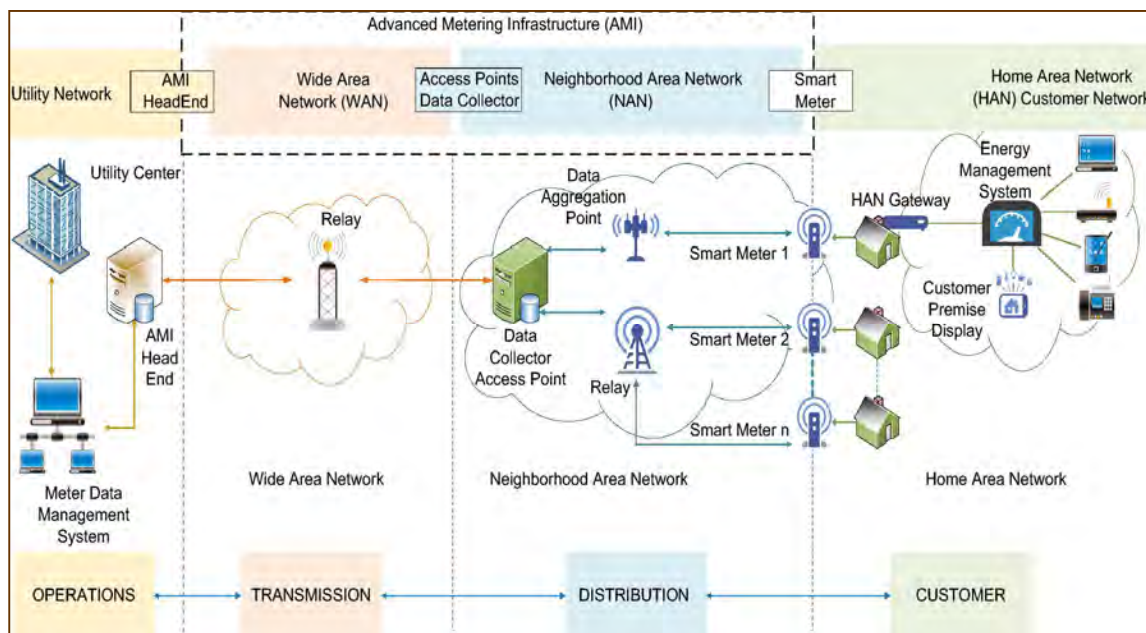 Advanced Metering Infrastructure (AMI)
Utility Network
AMI
HeadEnd
Wide Area
Network (WAN)
Access Points
Data Collector
Neighborhood Area Network
(NAN)
Smart
Meter
Home Area Network
(HAN) Customer Network
Utility Center
Relay
Data
Aggregation
Point
HAN Gateway
Energy
Management
System
Smart Meter 1
Customer
Premise
Display
AMI
Head
End
Data
Collector
Access Point
Smart Meter 2
Relay
Smart Meter n
Meter Data
Management
System
Wide Area Network
Neighborhood Area Network
Home Area Network
OPERATIONS
TRANSMISSION
DISTRIBUTION
CUSTOMER